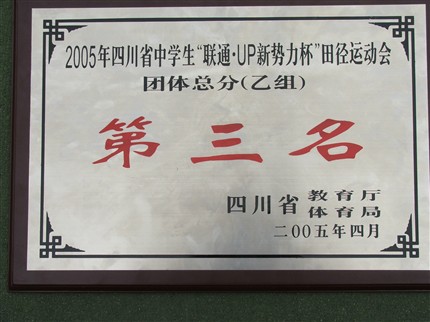 2005年四川省中学生“联通·UP新势力杯”田径运动会
团体总分(乙组)
第三名
四川省 教育厅
体育局
二00五年四月